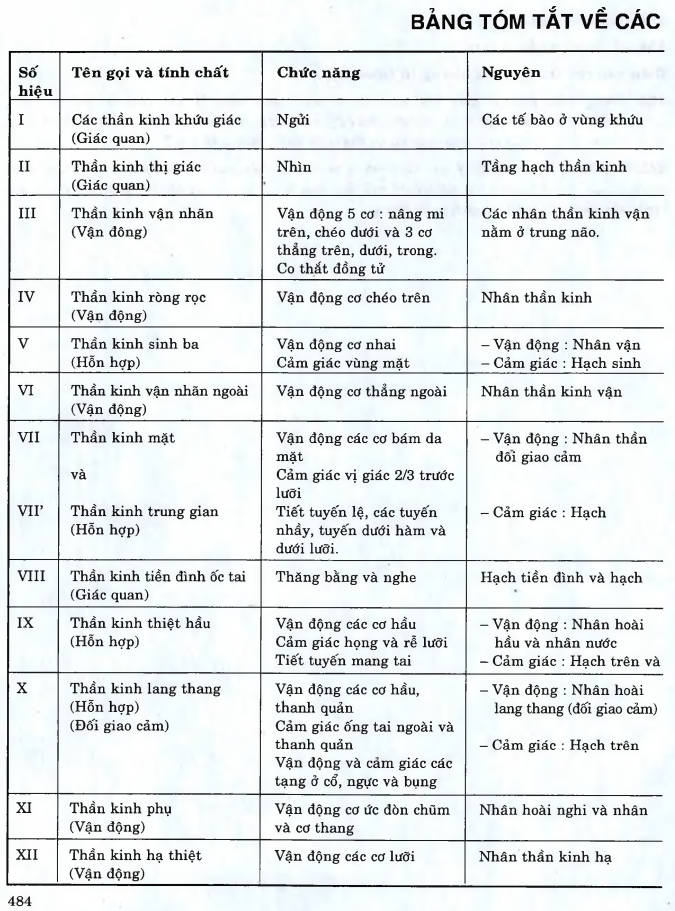 BẢNG TÓM TẮT VỀ CÁC
Số hiệu | Tên gọi và tính chất | Chức năng | Nguyên
I | Các thần kinh khứu giác | Ngửi | Các tế bào ở vùng khứu
(Giác quan)
II | Thần kinh thị giác | Nhìn | Tầng hạch thần kinh
(Giác quan)
III | Thần kinh vận nhãn | Vận động 5 cơ : nâng mi | Các nhân thần kinh vận
(Vận đông) | trên, chéo dưới và 3 cơ | nằm ở trung não.
thẳng trên, dưới, trong.
Co thắt đồng tử
IV | Thần kinh ròng rọc | Vận động cơ chéo trên | Nhân thần kinh
(Vận động)
V | Thần kinh sinh ba | Vận động cơ nhai | – Vận động : Nhân vận
(Hỗn hợp) | Cảm giác vùng mặt | – Cảm giác : Hạch sinh
VI | Thần kinh vận nhãn ngoài | Vận động cơ thẳng ngoài | Nhân thần kinh vận
(Vận động)
VII | Thần kinh mặt | Vận động các cơ bám da | – Vận động : Nhân thần
mặt | đối giao cảm
và | Cảm giác vị giác 2/3 trước
lưỡi
VII' | Thần kinh trung gian | Tiết tuyến lệ, các tuyến | – Cảm giác : Hạch
(Hỗn hợp) | nhầy, tuyến dưới hàm và
dưới lưỡi.
VIII | Thần kinh tiền đình ốc tai | Thăng bằng và nghe | Hạch tiền đình và hạch
(Giác quan)
IX | Thần kinh thiệt hầu | Vận động các cơ hầu | – Vận động : Nhân hoài
(Hỗn hợp) | Cảm giác họng và rễ lưỡi | hầu và nhân nước
Tiết tuyến mang tai | – Cảm giác : Hạch trên và
X | Thần kinh lang thang | Vận động các cơ hầu, | – Vận động : Nhân hoài
(Hỗn hợp) | thanh quản | lang thang (đối giao cảm)
(Đối giao cảm) | Cảm giác ống tai ngoài và
thanh quản | – Cảm giác : Hạch trên
Vận động và cảm giác các
tạng ở cổ, ngực và bụng
XI | Thần kinh phụ | Vận động cơ ức đòn chũm | Nhân hoài nghi và nhân
(Vận động) | và cơ thang
XII | Thần kinh hạ thiệt | Vận động các cơ lưỡi | Nhân thần kinh hạ
(Vận động)
484